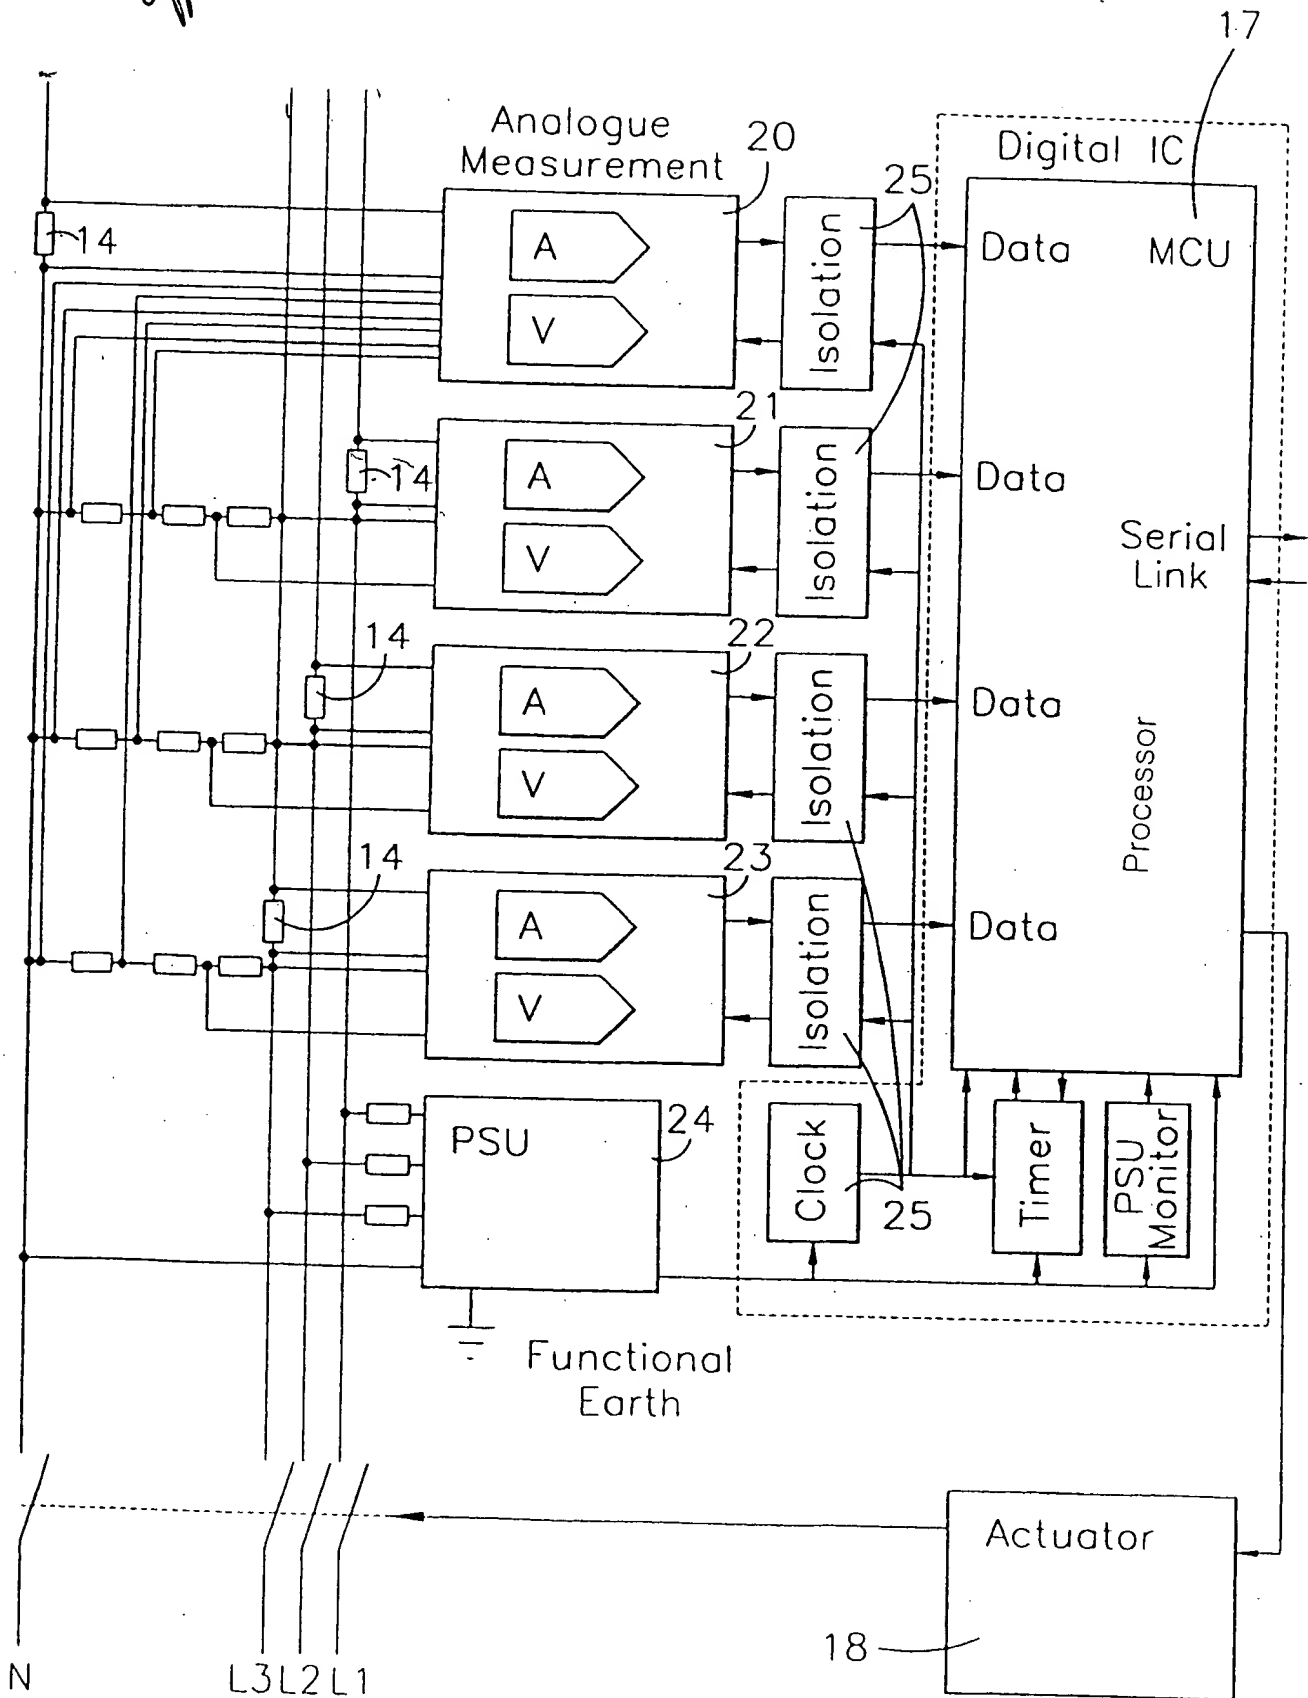 17
Analogue
Measurement
20
Digital IC
25
14
A
V
Isolation
Data
MCU
21
14
A
V
Isolation
Data
Serial
Link
14
22
A
V
Isolation
Data
Processor
14
23
A
V
Isolation
Data
PSU
24
Clock
25
Timer
PSU
Monitor
Functional
Earth
Actuator
18
N
L3
L2
L1